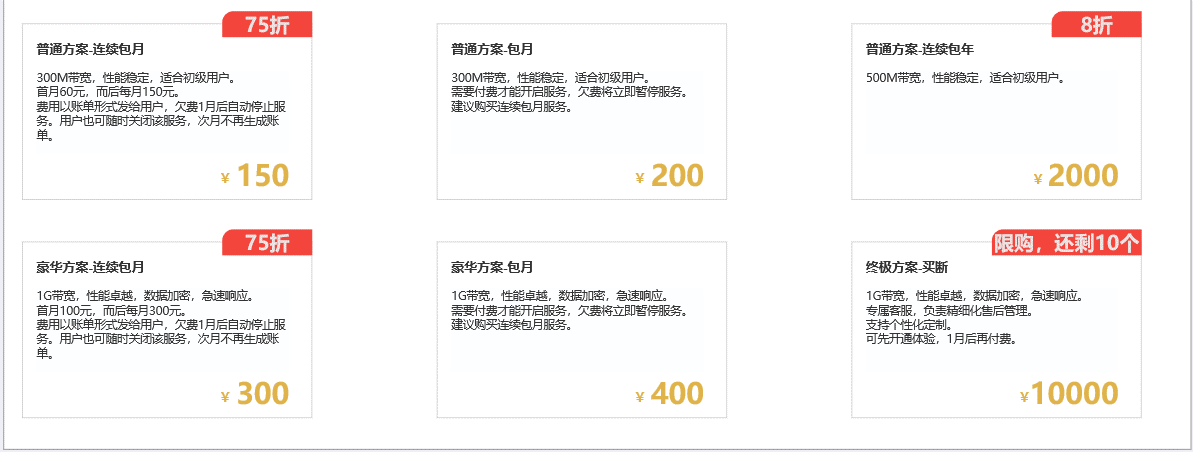 75折
普通方案-连续包月
300M带宽，性能稳定，适合初级用户。
首月60元，而后每月150元。
费用以账单形式发给用户，欠费1月后自动停止服
务。用户也可随时关闭该服务，次月不再生成账
单。
¥ 150
普通方案-包月
300M带宽，性能稳定，适合初级用户。
需要付费才能开启服务，欠费将立即暂停服务。
建议购买连续包月服务。
¥ 200
8折
普通方案-连续包年
500M带宽，性能稳定，适合初级用户。
¥ 2000
75折
豪华方案-连续包月
1G带宽，性能卓越，数据加密，急速响应。
首月100元，而后每月300元。
费用以账单形式发给用户，欠费1月后自动停止服
务。用户也可随时关闭该服务，次月不再生成账
单。
¥ 300
豪华方案-包月
1G带宽，性能卓越，数据加密，急速响应。
需要付费才能开启服务，欠费将立即暂停服务。
建议购买连续包月服务。
¥ 400
限购，还剩10个
终极方案-买断
1G带宽，性能卓越，数据加密，急速响应。
专属客服，负责精细化售后管理。
支持个性化定制。
可先开通体验，1月后再付费。
¥10000